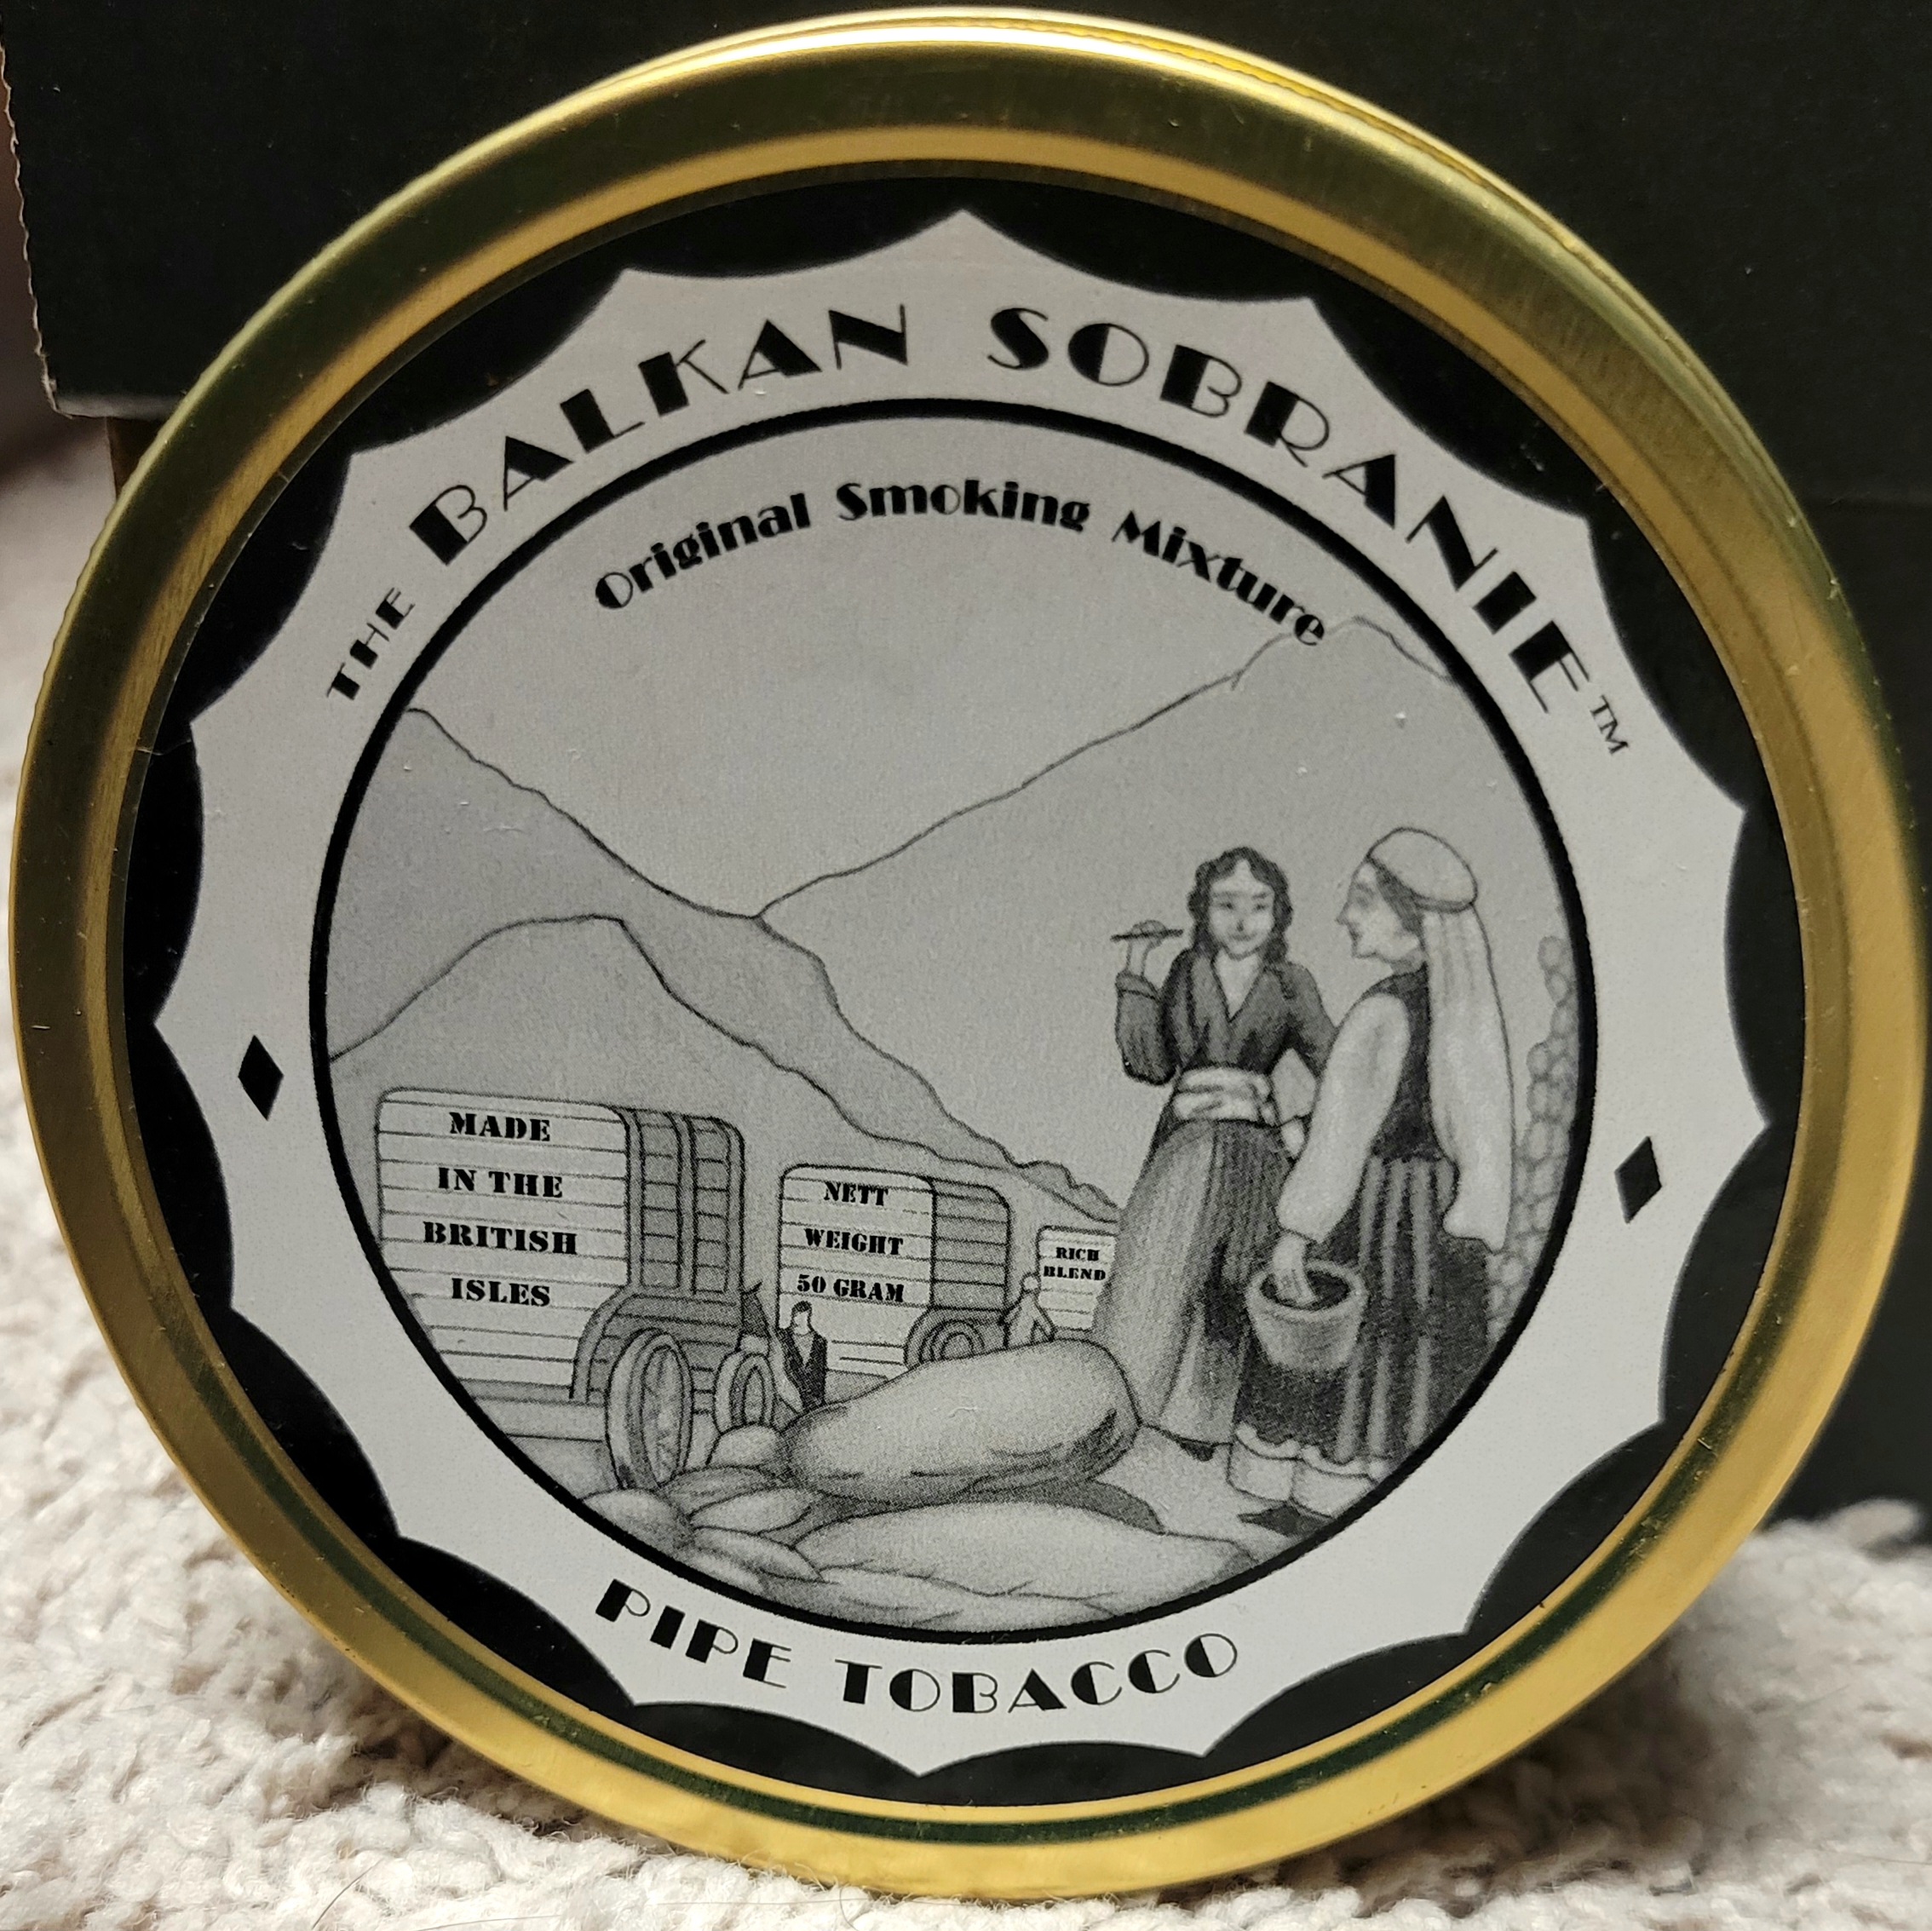 THE BALKAN SOBRANIE™
Original Smoking Mixture
MADE
IN THE
BRITISH
ISLES
NETT
WEIGHT
50 GRAM
RICH
BLEND
PIPE TOBACCO